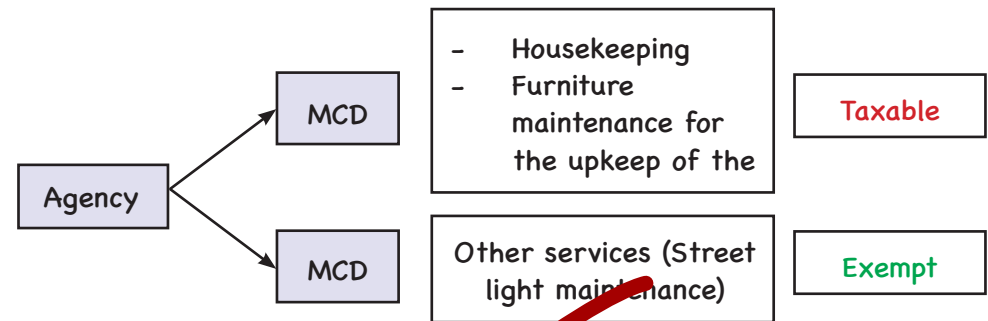 - Housekeeping
- Furniture
maintenance for
the upkeep of the
MCD
Taxable
Agency
MCD
Other services (Street
light maintenance)
Exempt